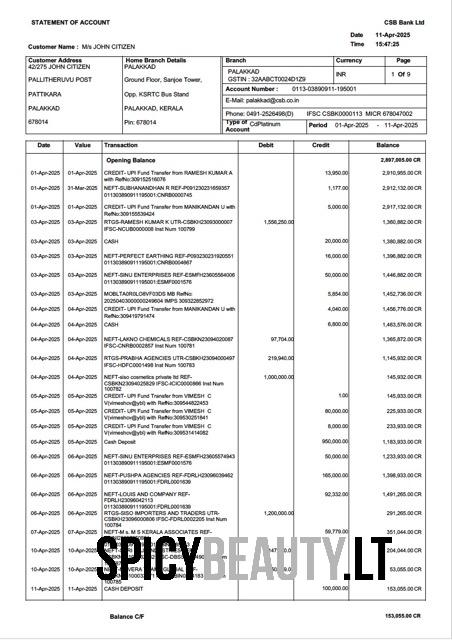 STATEMENT OF ACCOUNT
CSB Bank Ltd
Date 11-Apr-2025
Time 15:47:25
Customer Name : M/s JOHN CITIZEN
Customer Address Home Branch Details Branch Currency Page
42/275 JOHN CITIZEN PALAKKAD
PALAKKAD INR 1 Of 9
GSTIN : 32AABCT0024D1Z9
PALLITHERUVU POST Ground Floor, Sanjoe Tower,
Account Number : 0113-03890911-195001
PATTIKARA Opp. KSRTC Bus Stand
E-Mail: palakkad@csb.co.in
PALAKKAD PALAKKAD, KERALA
Phone: 0491-2526498(D) IFSC CSBK0000113 MICR 678047002
678014 Pin: 678014
Type of Account CdPlatinum Period 01-Apr-2025 - 11-Apr-2025
Date Value Transaction Debit Credit Balance
Opening Balance 2,897,005.00 CR
01-Apr-2025 01-Apr-2025 CREDIT- UPI Fund Transfer from RAMESH KUMAR A 13,950.00 2,910,955.00 CR
with RefNo:309152516076
01-Apr-2025 31-Mar-2025 NEFT-SUBHANANDHAN R REF-P091230231659357 1,177.00 2,912,132.00 CR
011303890911195001:CNRB0000745
01-Apr-2025 01-Apr-2025 CREDIT- UPI Fund Transfer from MANIKANDAN U with 5,000.00 2,917,132.00 CR
RefNo:309155539424
03-Apr-2025 03-Apr-2025 RTGS-RAMESH KUMAR K UTR-CSBKH23093000007 1,556,250.00 1,360,882.00 CR
IFSC-NCUB0000008 Inst Num 100799
03-Apr-2025 03-Apr-2025 CASH 20,000.00 1,380,882.00 CR
03-Apr-2025 03-Apr-2025 NEFT-PERFECT EARTHING REF-P093230231920551 16,000.00 1,396,882.00 CR
011303890911195001:CNRB0004667
03-Apr-2025 03-Apr-2025 NEFT-SINU ENTERPRISES REF-ESMFH23605564006 50,000.00 1,446,882.00 CR
011303890911195001:ESMF0001576
03-Apr-2025 03-Apr-2025 MOBLTA0R0LO8VF03DS MB RefNo: 5,854.00 1,452,736.00 CR
20250403000000249604 IMPS 309322852972
04-Apr-2025 04-Apr-2025 CREDIT- UPI Fund Transfer from MANIKANDAN U with 4,040.00 1,456,776.00 CR
RefNo:309419791474
04-Apr-2025 04-Apr-2025 CASH 6,800.00 1,463,576.00 CR
04-Apr-2025 04-Apr-2025 NEFT-LAKNO CHEMICALS REF-CSBKN23094020087 97,704.00 1,365,872.00 CR
IFSC-CNRB0002857 Inst Num 100781
04-Apr-2025 04-Apr-2025 RTGS-PRABHA AGENCIES UTR-CSBKH23094000497 219,940.00 1,145,932.00 CR
IFSC-HDFC0001498 Inst Num 100783
04-Apr-2025 04-Apr-2025 NEFT-siso cosmetics private ltd REF- 1,000,000.00 145,932.00 CR
CSBKN23094025829 IFSC-ICIC0000866 Inst Num
100782
05-Apr-2025 05-Apr-2025 CREDIT- UPI Fund Transfer from VIMESH C 1.00 145,933.00 CR
V(vimeshov@ybl) with RefNo:309544822453
05-Apr-2025 05-Apr-2025 CREDIT- UPI Fund Transfer from VIMESH C 80,000.00 225,933.00 CR
V(vimeshov@ybl) with RefNo:309530251841
05-Apr-2025 05-Apr-2025 CREDIT- UPI Fund Transfer from VIMESH C 8,000.00 233,933.00 CR
V(vimeshov@ybl) with RefNo:309531414082
05-Apr-2025 05-Apr-2025 Cash Deposit 950,000.00 1,183,933.00 CR
06-Apr-2025 06-Apr-2025 NEFT-SINU ENTERPRISES REF-ESMFH23605574943 50,000.00 1,233,933.00 CR
011303890911195001:ESMF0001576
06-Apr-2025 06-Apr-2025 NEFT-PUSHPA AGENCIES REF-FDRLH23096039462 165,000.00 1,398,933.00 CR
011303890911195001:FDRL0001639
06-Apr-2025 06-Apr-2025 NEFT-LOUIS AND COMPANY REF- 92,332.00 1,491,265.00 CR
FDRLH23096094012
011303890911195001:FDRL0001639
06-Apr-2025 06-Apr-2025 RTGS-SISO IMPORTERS AND TRADERS UTR- 1,200,000.00 291,265.00 CR
CSBKH23096000806 IFSC-FDRL0002205 Inst Num
100784
07-Apr-2025 07-Apr-2025 NEFT-M s M S KERALA ASSOCIATES REF- 59,779.00 351,044.00 CR
10-Apr-2025 204,044.00 CR
10-Apr-2025 53,055.00 CR
100785
11-Apr-2025 11-Apr-2025 CASH DEPOSIT 100,000.00 153,055.00 CR
SPICYBEAUTY.LT
Balance C/F 153,055.00 CR